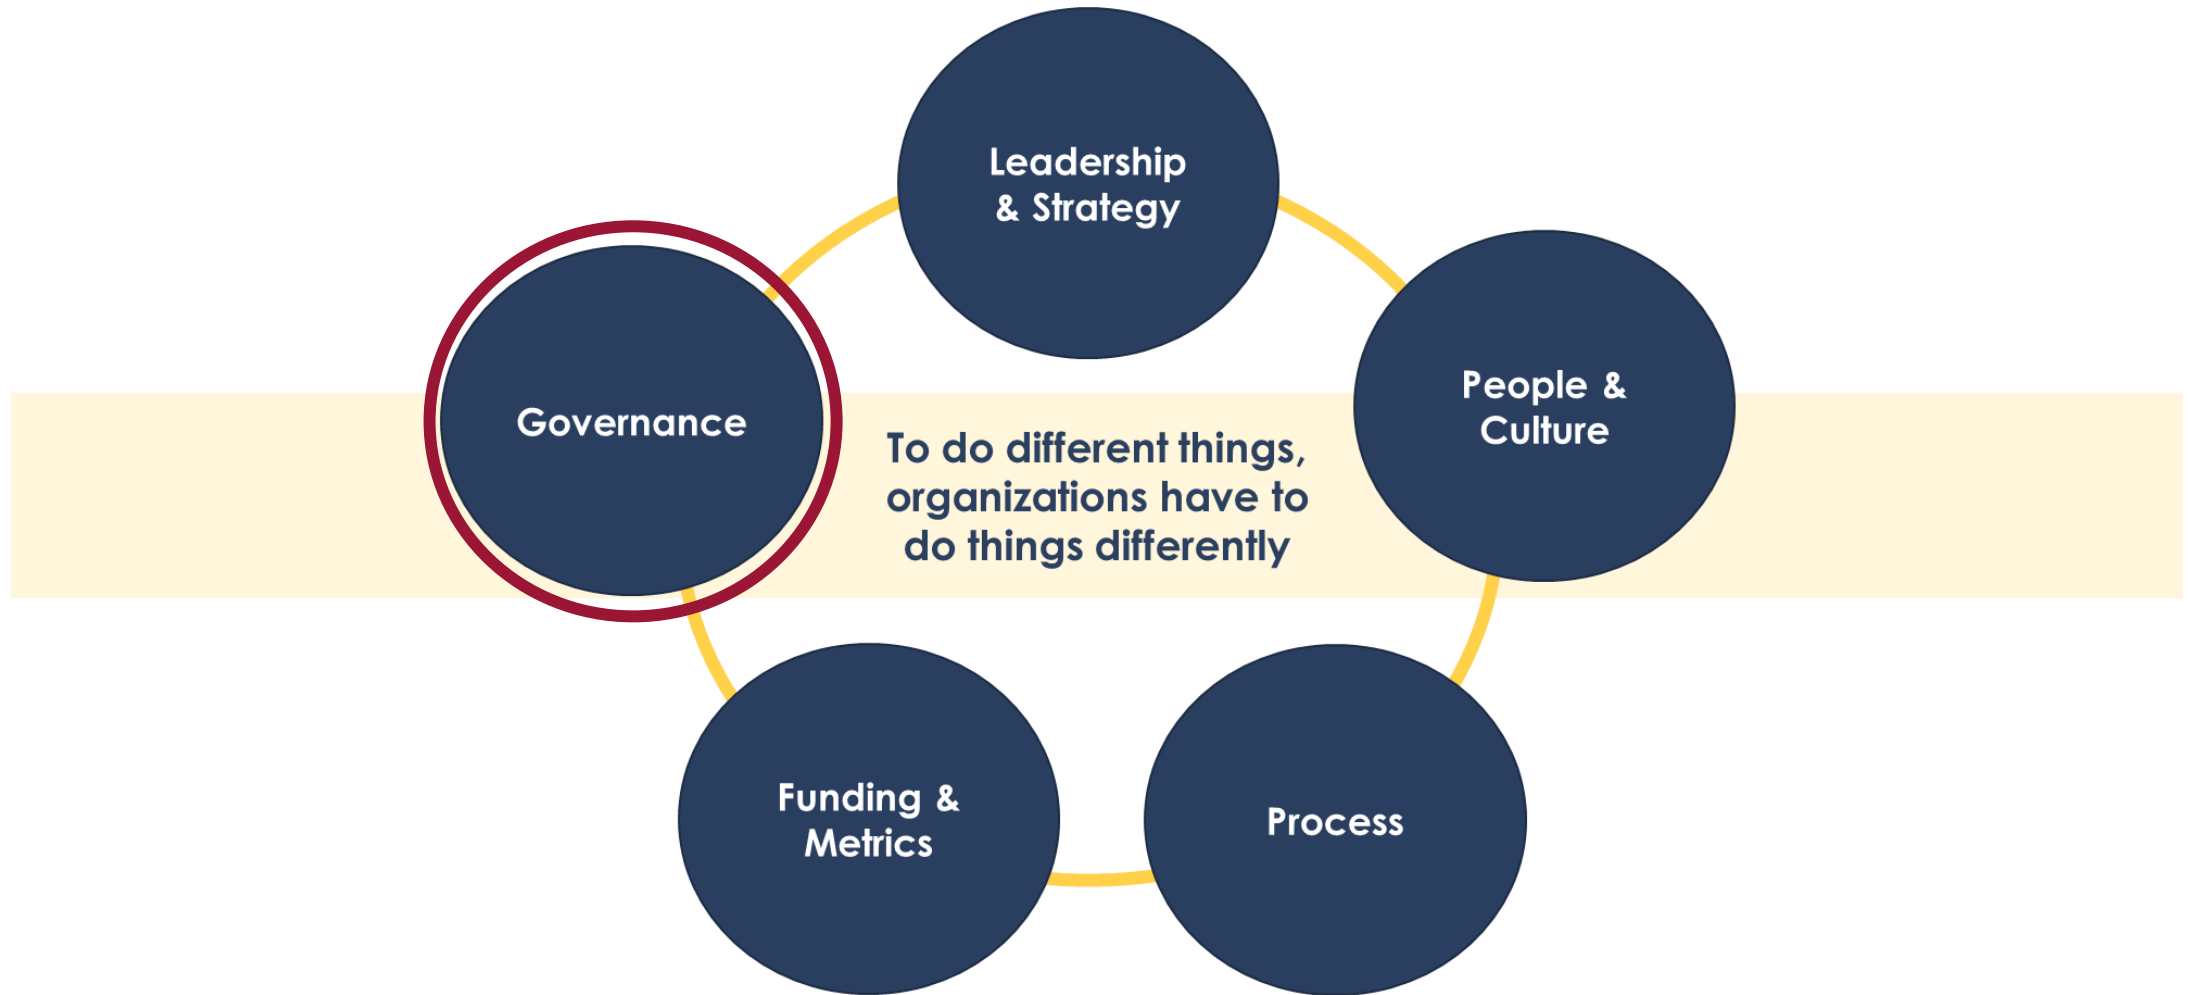 Leadership
& Strategy
People &
Culture
Governance
To do different things,
organizations have to
do things differently
Funding &
Metrics
Process